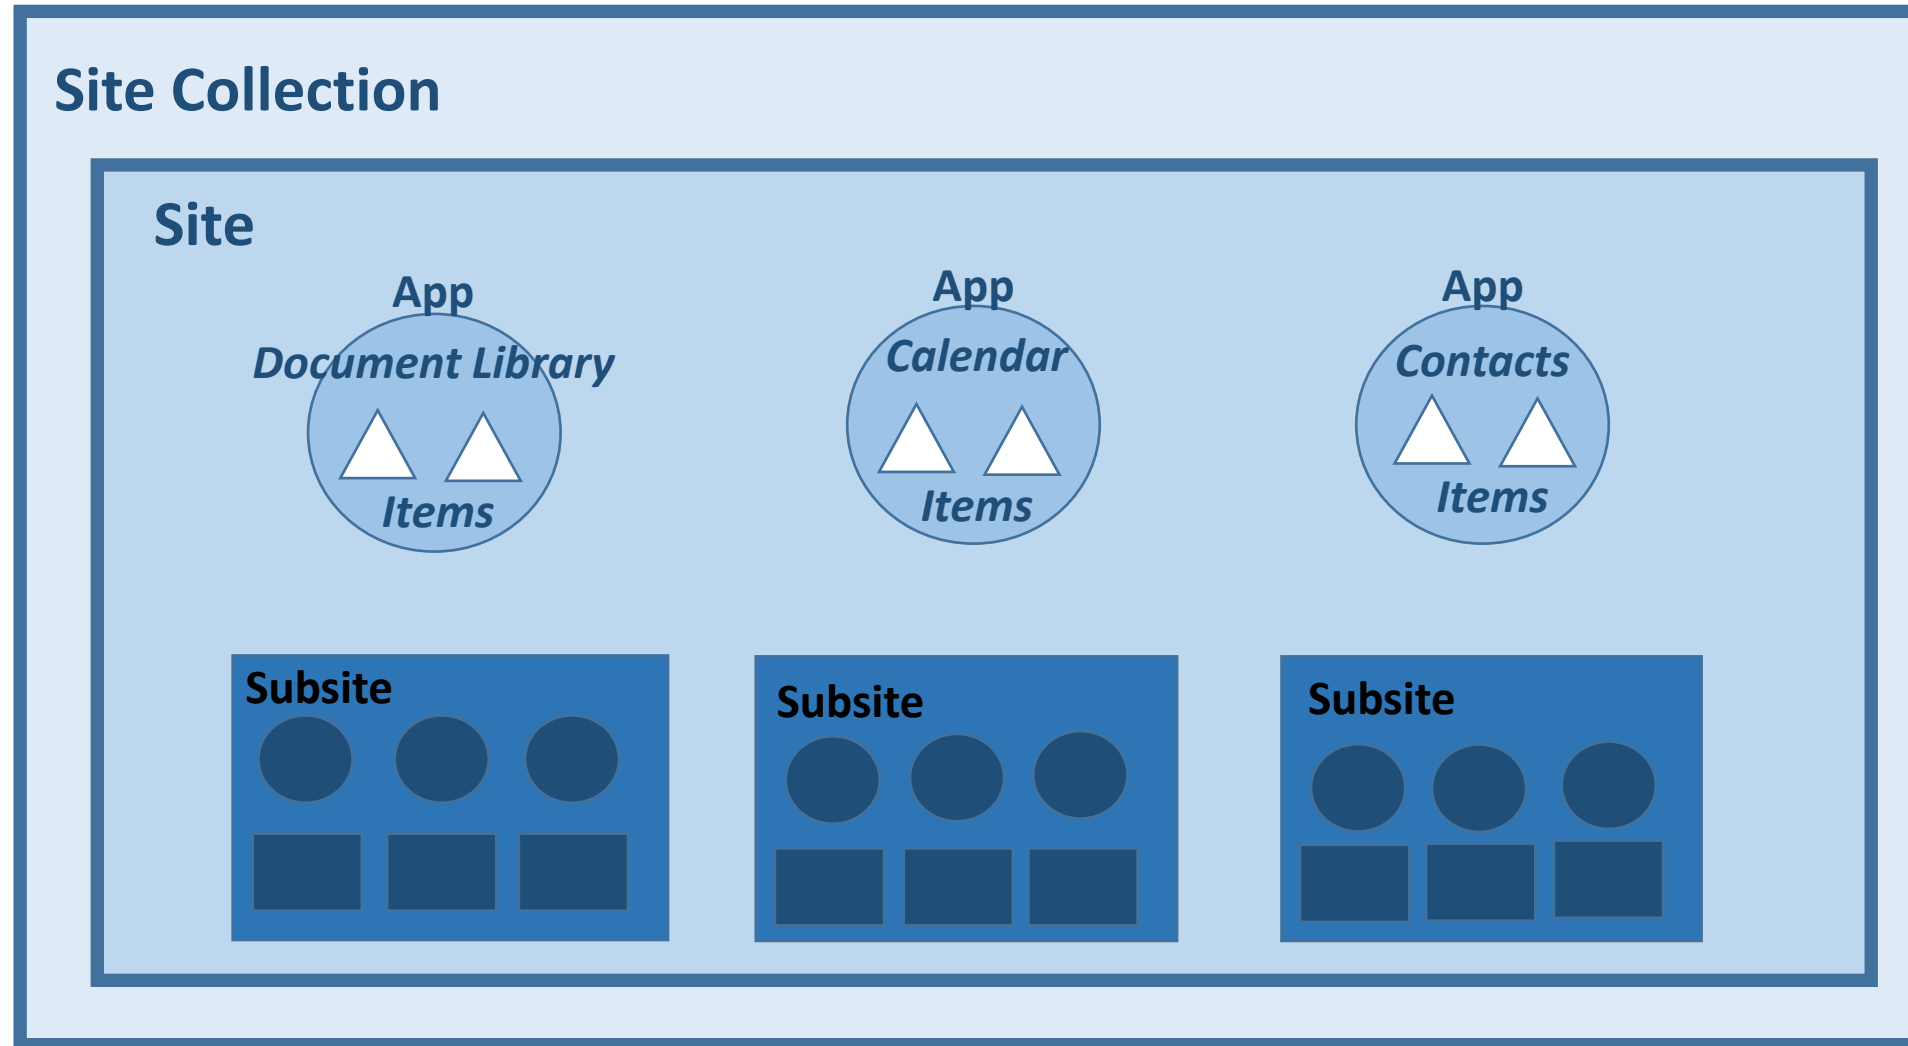 Site Collection
Site
App
Document Library
Items
App
Calendar
Items
App
Contacts
Items
Subsite
Subsite
Subsite